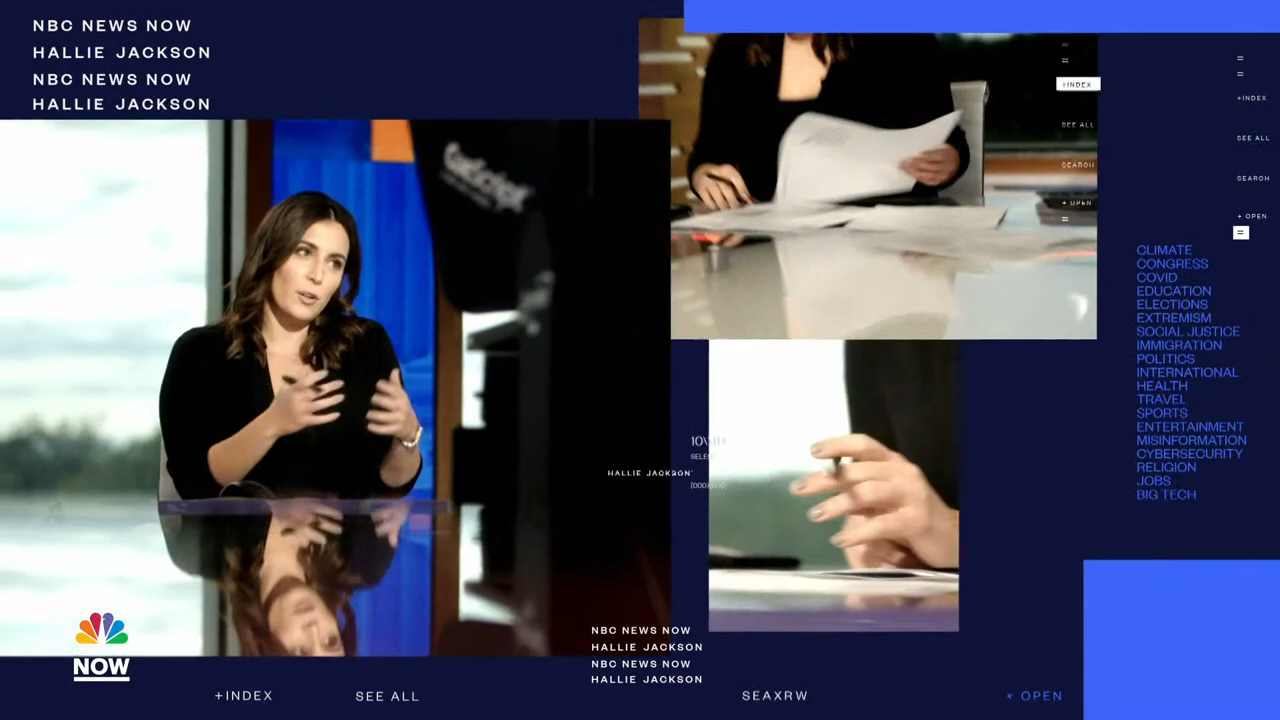 NBC NEWS NOW
HALLIE JACKSON
NBC NEWS NOW
HALLIE JACKSON
+INDEX
SEE ALL
SEARCH
+ OPEN
=
=
+INDEX
SEE ALL
SEARCH
+ OPEN
=
CLIMATE
CONGRESS
COVID
EDUCATION
ELECTIONS
EXTREMISM
SOCIAL JUSTICE
IMMIGRATION
POLITICS
INTERNATIONAL
HEALTH
TRAVEL
SPORTS
ENTERTAINMENT
MISINFORMATION
CYBERSECURITY
RELIGION
JOBS
BIG TECH
HALLIE JACKSON
NBC NEWS NOW
HALLIE JACKSON
NBC NEWS NOW
HALLIE JACKSON
NOW
+INDEX SEE ALL SEAXRW + OPEN